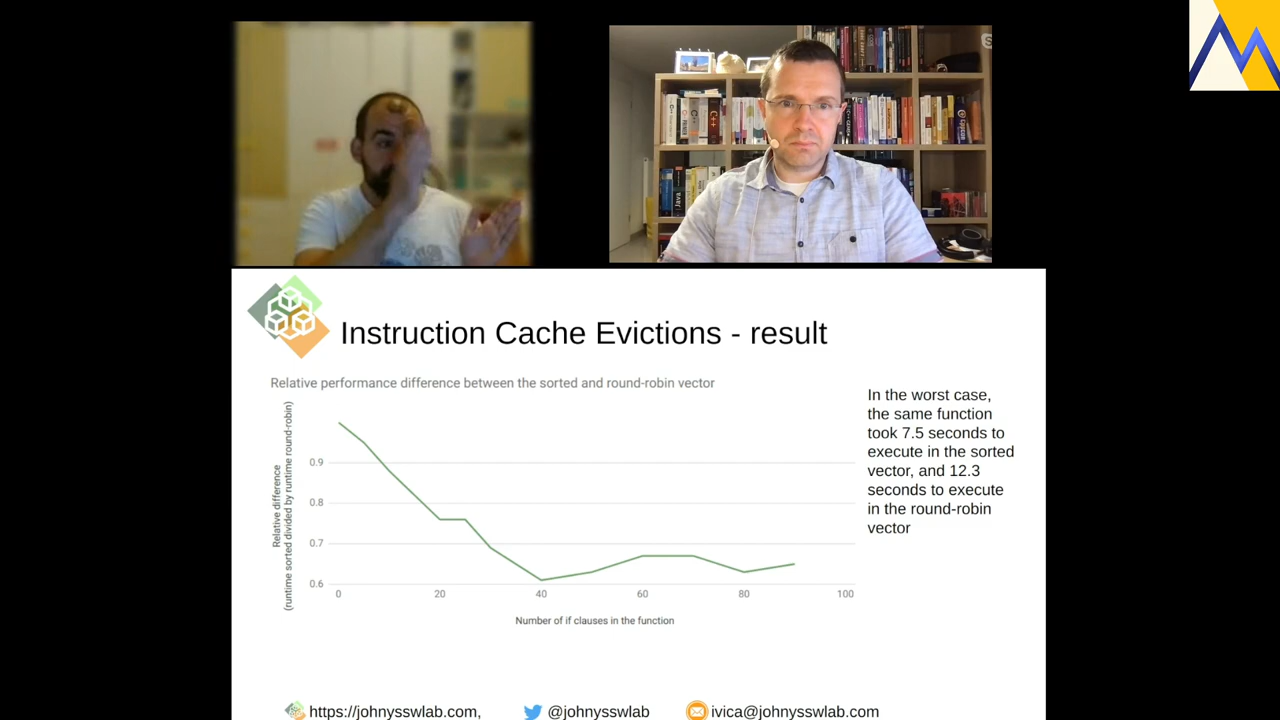 Instruction Cache Evictions - result
Relative performance difference between the sorted and round-robin vector
Relative difference
(runtime sorted divided by runtime round-robin)
0.9
0.8
0.7
0.6
0
20
40
60
80
100
Number of if clauses in the function
In the worst case,
the same function
took 7.5 seconds to
execute in the sorted
vector, and 12.3
seconds to execute
in the round-robin
vector
https://johnysswlab.com,
@johnysswlab
ivica@johnysswlab.com